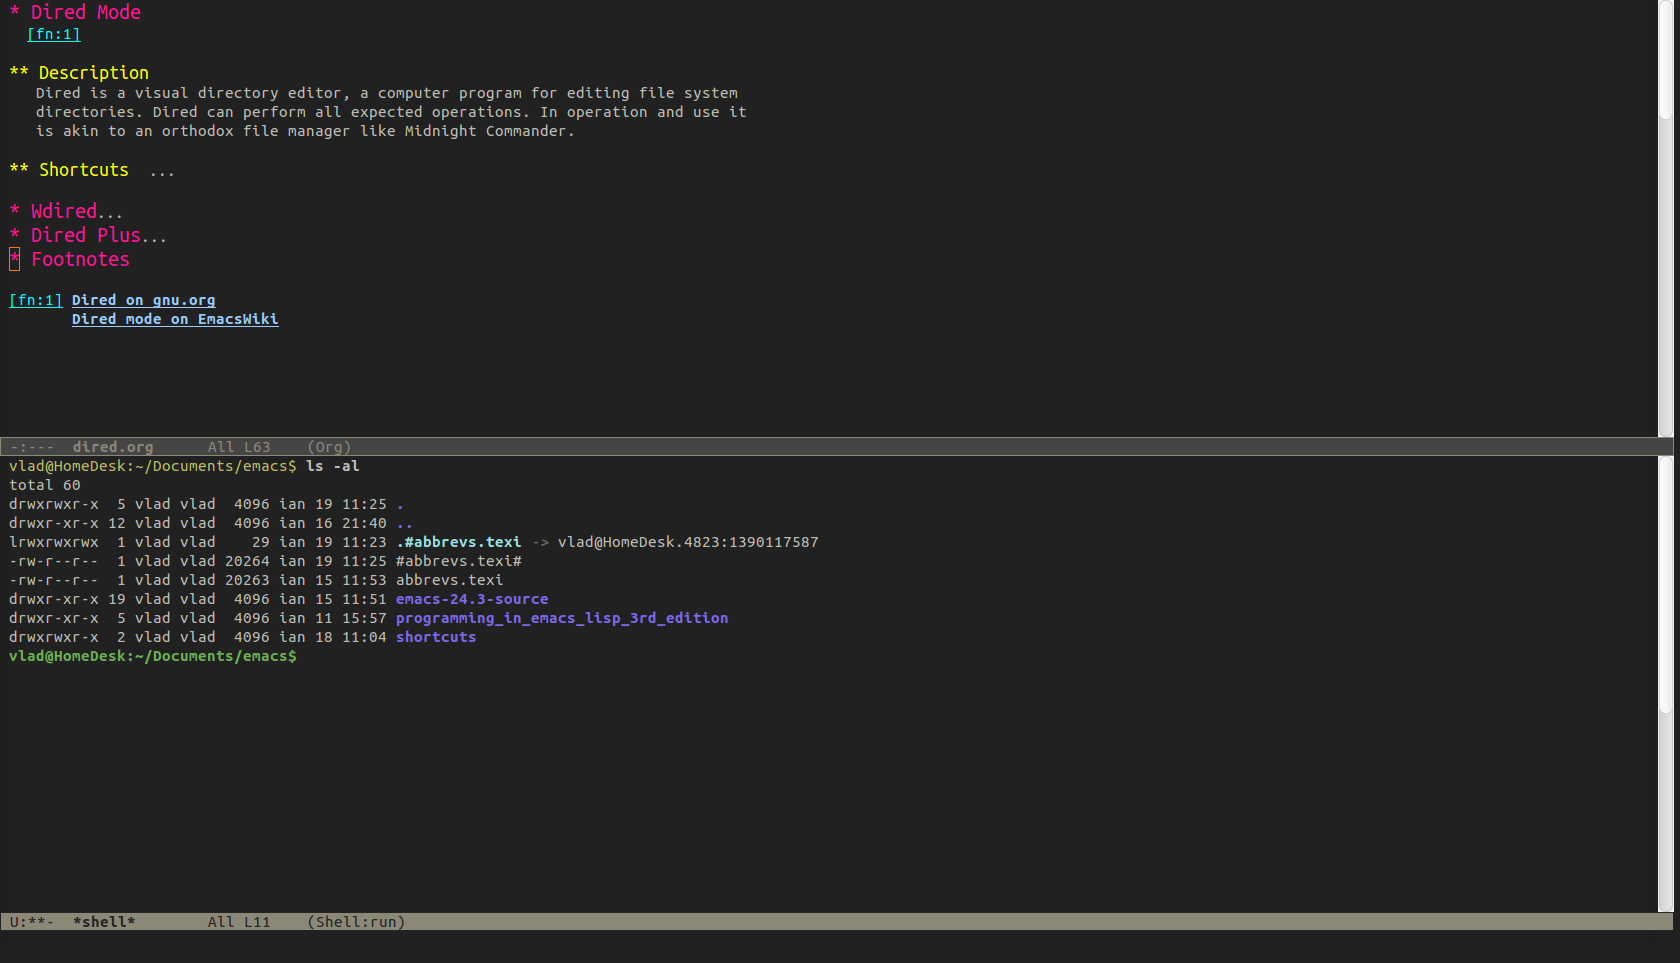 * Dired Mode
  [fn:1]

** Description
   Dired is a visual directory editor, a computer program for editing file system
   directories. Dired can perform all expected operations. In operation and use it
   is akin to an orthodox file manager like Midnight Commander.

** Shortcuts  ...

* Wdired...
* Dired Plus...
* Footnotes

[fn:1] Dired on gnu.org
       Dired mode on EmacsWiki
-:---  dired.org      All L63    (Org)
vlad@HomeDesk:~/Documents/emacs$ ls -al
total 60
drwxrwxr-x  5 vlad vlad  4096 ian 19 11:25 .
drwxr-xr-x 12 vlad vlad  4096 ian 16 21:40 ..
lrwxrwxrwx  1 vlad vlad    29 ian 19 11:23 .#abbrevs.texi -> vlad@HomeDesk.4823:1390117587
-rw-r--r--  1 vlad vlad 20264 ian 19 11:25 #abbrevs.texi#
-rw-r--r--  1 vlad vlad 20263 ian 15 11:53 abbrevs.texi
drwxr-xr-x 19 vlad vlad  4096 ian 15 11:51 emacs-24.3-source
drwxr-xr-x  5 vlad vlad  4096 ian 11 15:57 programming_in_emacs_lisp_3rd_edition
drwxrwxr-x  2 vlad vlad  4096 ian 18 11:04 shortcuts
vlad@HomeDesk:~/Documents/emacs$
U:**-  *shell*        All L11    (Shell:run)